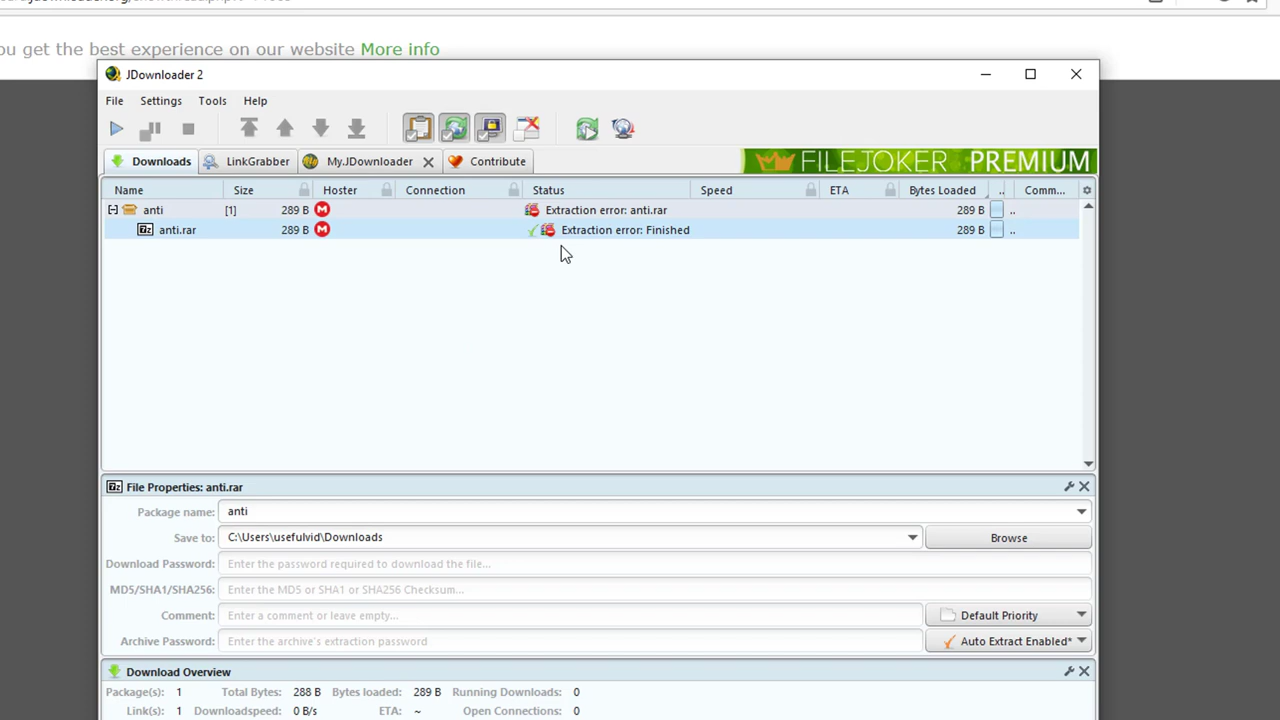 ou get the best experience on our website More info
JDownloader 2
File Settings Tools Help
Downloads LinkGrabber My.JDownloader Contribute FILEJOKER PREMIUM
Name Size Hoster Connection Status Speed ETA Bytes Loaded .. Comm...
anti [1] 289 B M Extraction error: anti.rar 289 B ..
7z anti.rar 289 B M Extraction error: Finished 289 B ..
7z File Properties: anti.rar
Package name: anti
Save to: C:\Users\usefulvid\Downloads Browse
Download Password: Enter the password required to download the file...
MD5/SHA1/SHA256: Enter the MD5 or SHA1 or SHA256 Checksum...
Comment: Enter a comment or leave empty... Default Priority
Archive Password: Enter the archive's extraction password Auto Extract Enabled*
Download Overview
Package(s): 1 Total Bytes: 288 B Bytes loaded: 289 B Running Downloads: 0
Link(s): 1 Downloadspeed: 0 B/s ETA: ~ Open Connections: 0